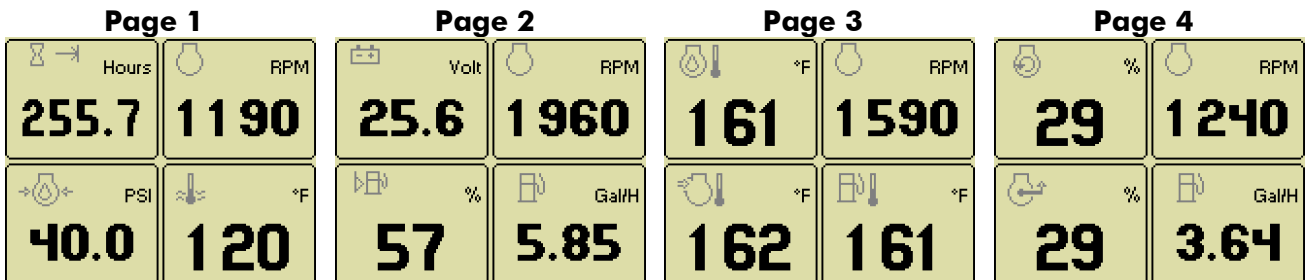 Page 1 Page 2 Page 3 Page 4
Hours RPM Volt RPM °F RPM % RPM
255.7 1190 25.6 1960 161 1590 29 1240
PSI °F % Gal/H °F °F % Gal/H
40.0 120 57 5.85 162 161 29 3.64